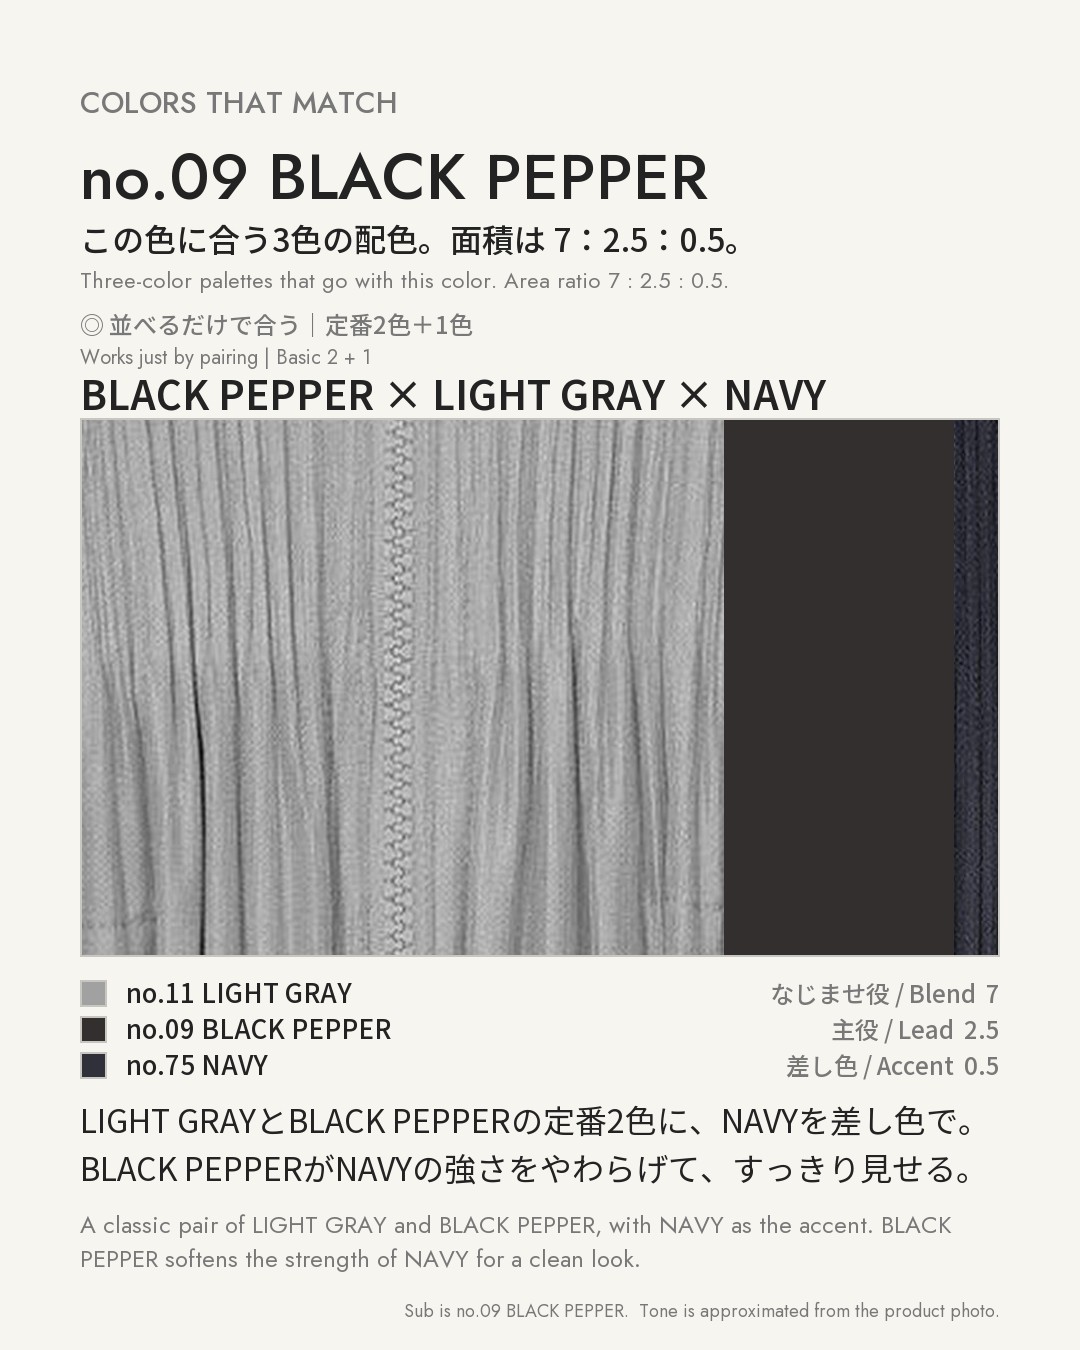 COLORS THAT MATCH
no.09 BLACK PEPPER
この色に合う3色の配色。面積は 7：2.5：0.5。
Three-color palettes that go with this color. Area ratio 7 : 2.5 : 0.5.
◎ 並べるだけで合う｜定番2色＋1色
Works just by pairing | Basic 2 + 1
BLACK PEPPER × LIGHT GRAY × NAVY
no.11 LIGHT GRAY なじませ役 / Blend 7
no.09 BLACK PEPPER 主役 / Lead 2.5
no.75 NAVY 差し色 / Accent 0.5
LIGHT GRAYとBLACK PEPPERの定番2色に、NAVYを差し色で。
BLACK PEPPERがNAVYの強さをやわらげて、すっきり見せる。
A classic pair of LIGHT GRAY and BLACK PEPPER, with NAVY as the accent. BLACK
PEPPER softens the strength of NAVY for a clean look.
Sub is no.09 BLACK PEPPER. Tone is approximated from the product photo.